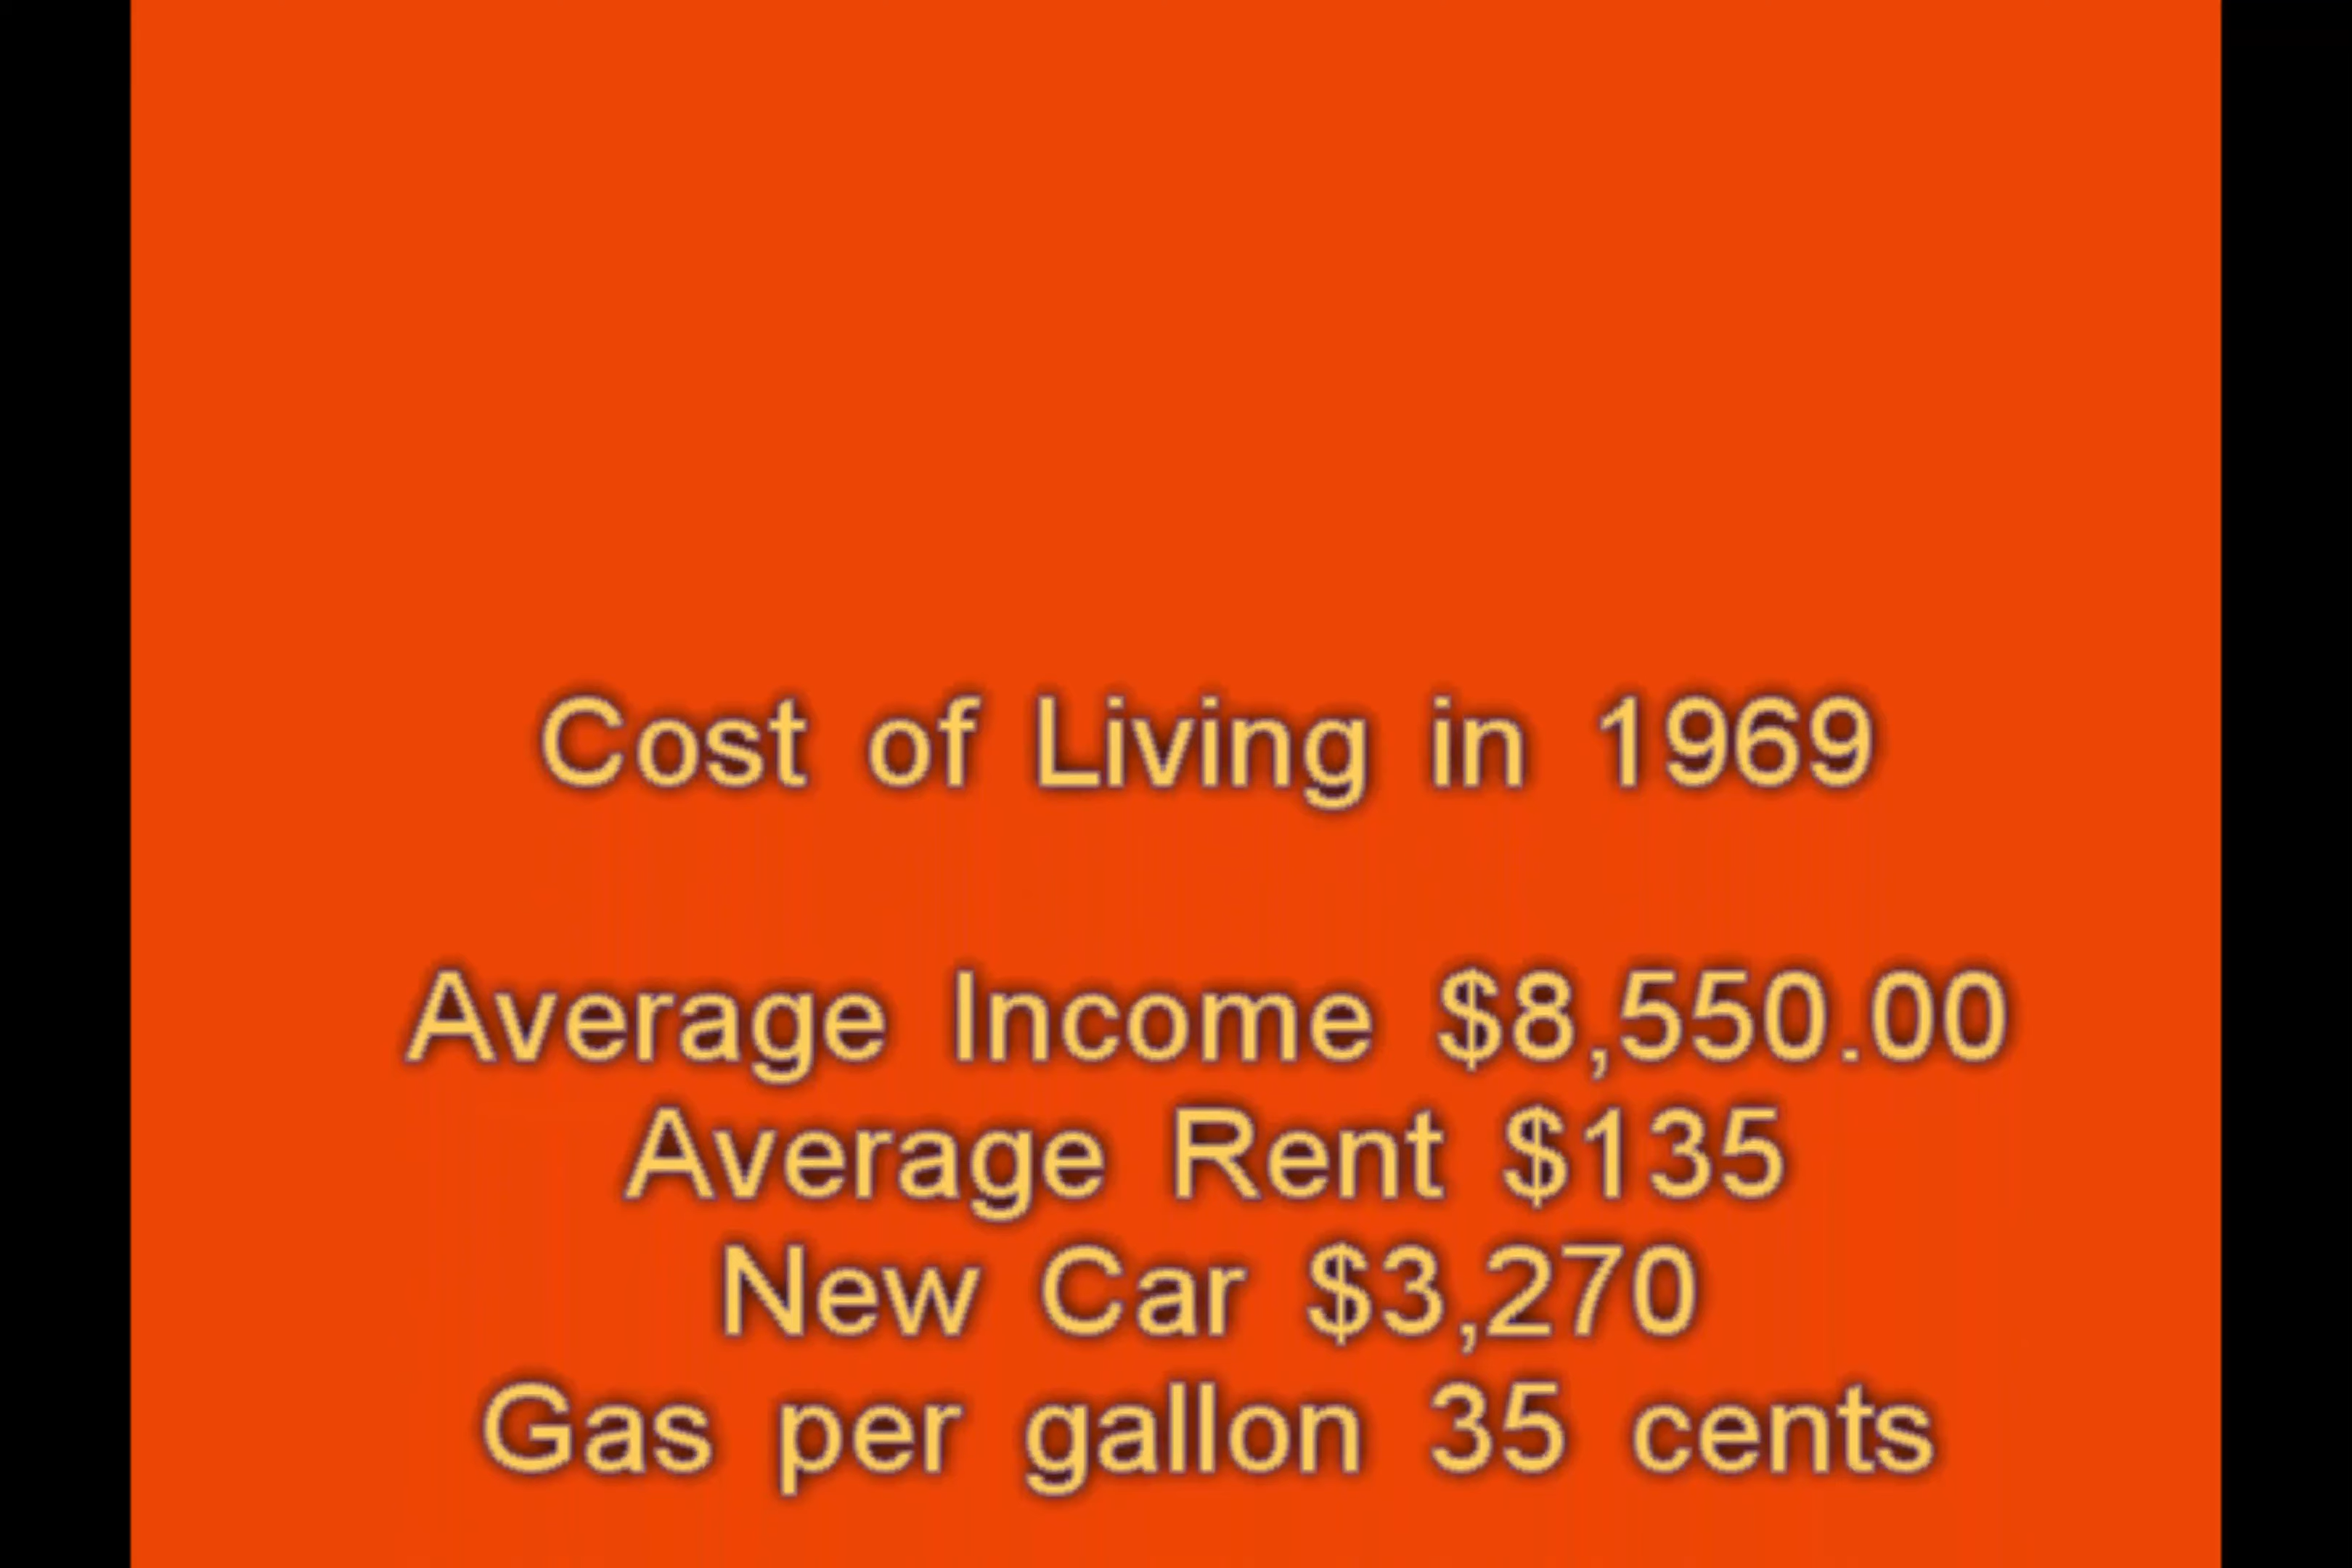 Cost of Living in 1969
Average Income $8,550.00
Average Rent $135
New Car $3,270
Gas per gallon 35 cents